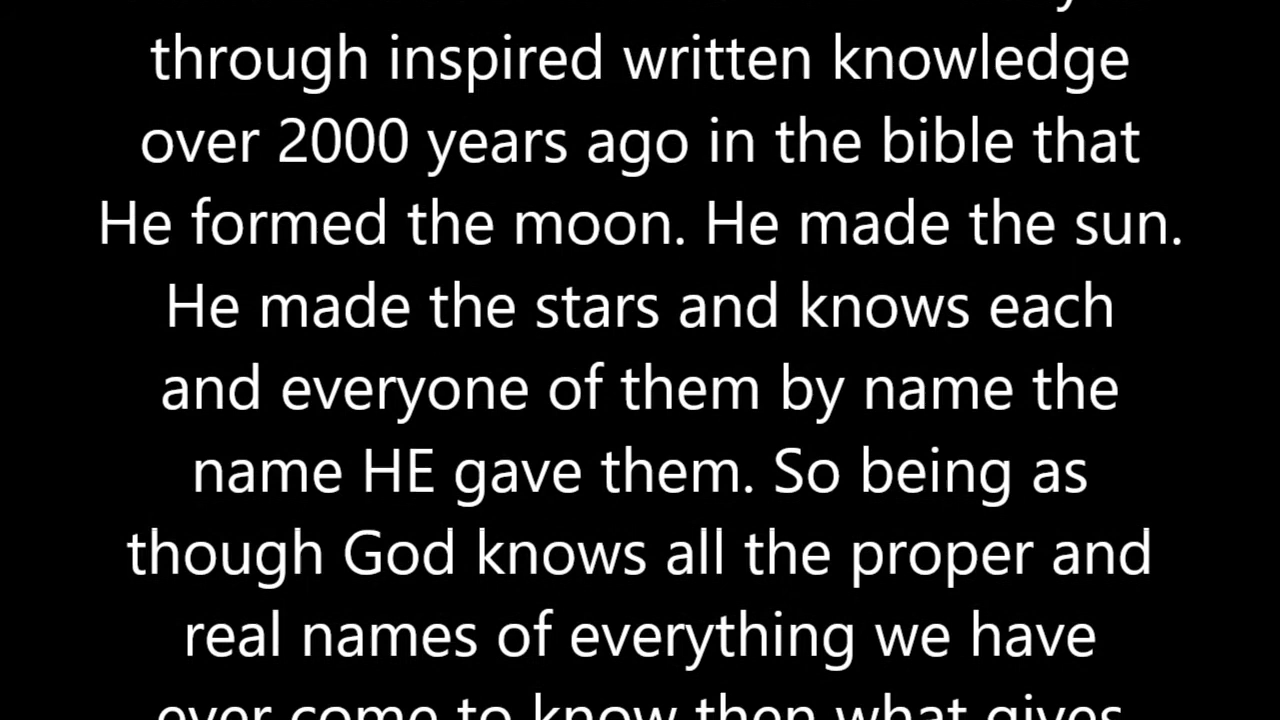 through inspired written knowledge
over 2000 years ago in the bible that
He formed the moon. He made the sun.
He made the stars and knows each
and everyone of them by name the
name HE gave them. So being as
though God knows all the proper and
real names of everything we have
ever come to know then what gives